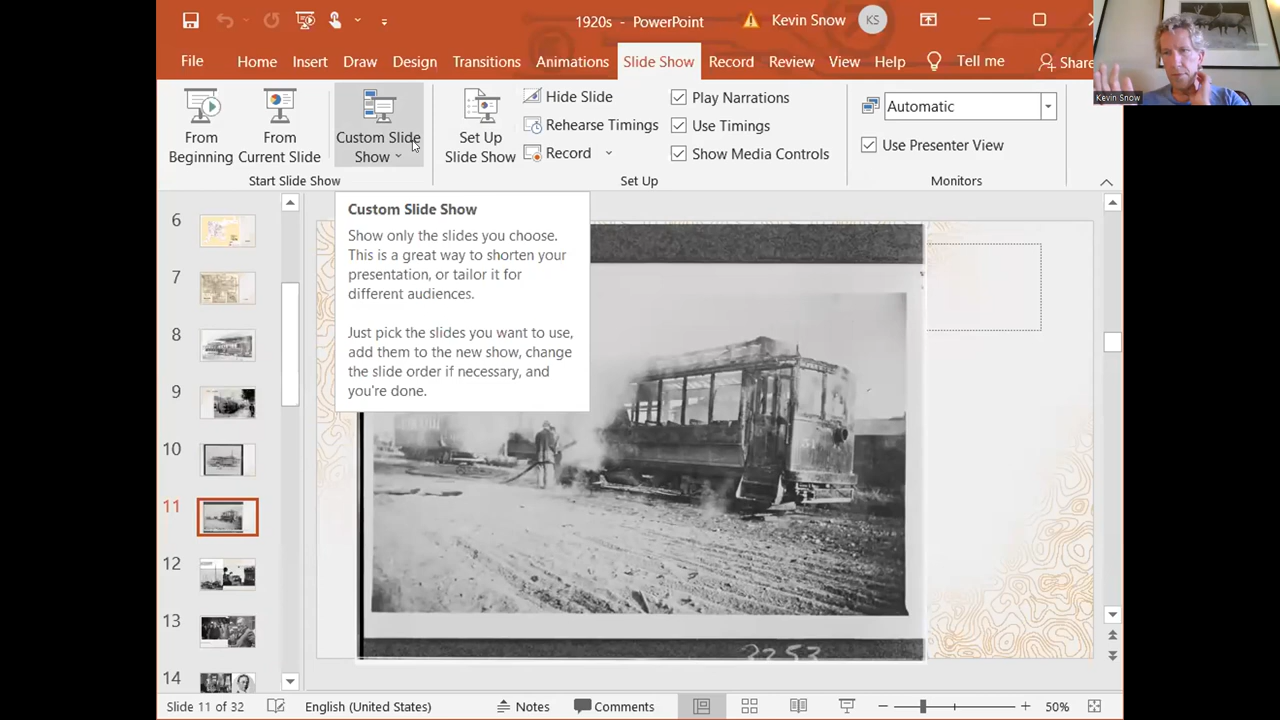 1920s - PowerPoint
Kevin Snow
KS
File
Home
Insert
Draw
Design
Transitions
Animations
Slide Show
Record
Review
View
Help
Tell me
Share
Kevin Snow
From
Beginning
From
Current Slide
Custom Slide
Show
Set Up
Slide Show
Hide Slide
Rehearse Timings
Record
Play Narrations
Use Timings
Show Media Controls
Automatic
Use Presenter View
Start Slide Show
Set Up
Monitors
Custom Slide Show
Show only the slides you choose.
This is a great way to shorten your
presentation, or tailor it for
different audiences.
Just pick the slides you want to use,
add them to the new show, change
the slide order if necessary, and
you're done.
6
7
8
9
10
11
12
13
14
3253
Slide 11 of 32
English (United States)
Notes
Comments
50%